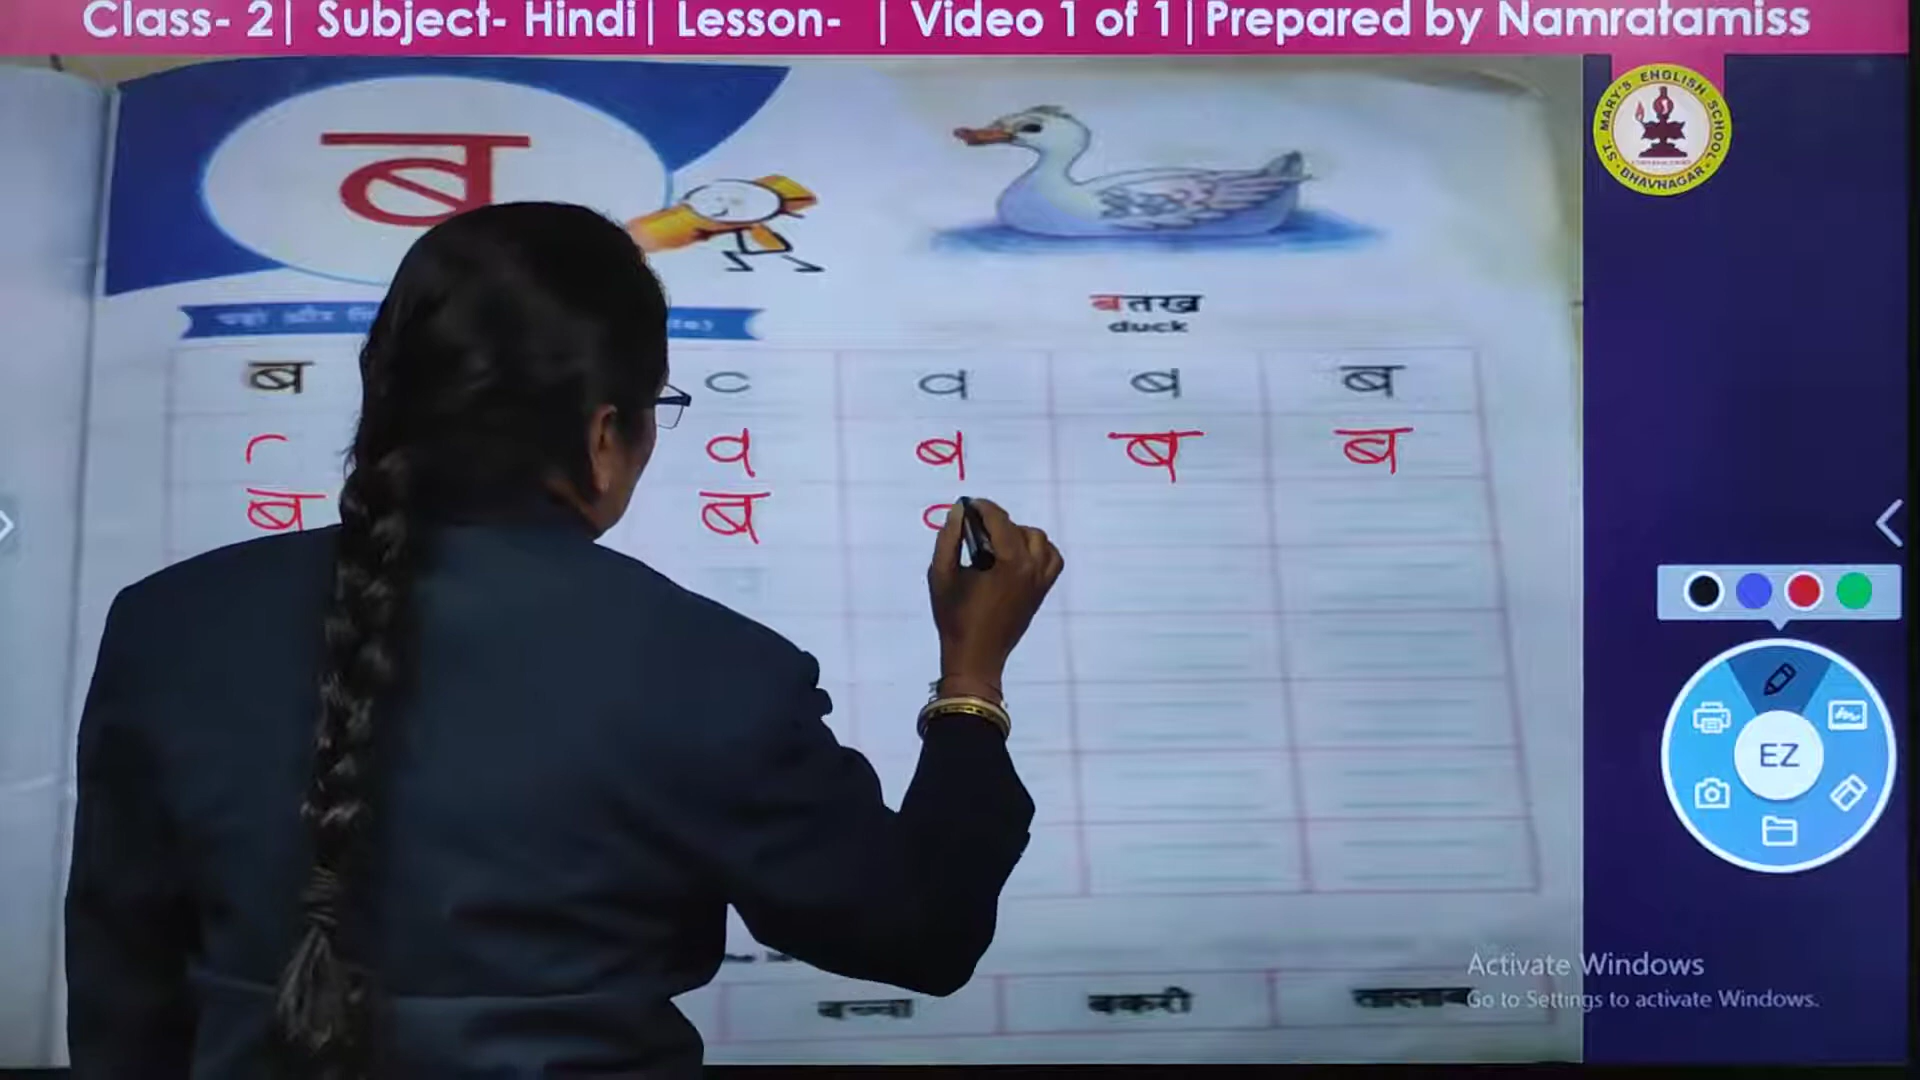 Class- 2| Subject- Hindi| Lesson- | Video 1 of 1|Prepared by Namratamiss
ST. MARY'S ENGLISH SCHOOL
BHAVNAGAR
ब
बतख
duck
ब व ब ब
व ब ब ब
ब ब
EZ
बच्चा बकरी
Activate Windows
Go to Settings to activate Windows.